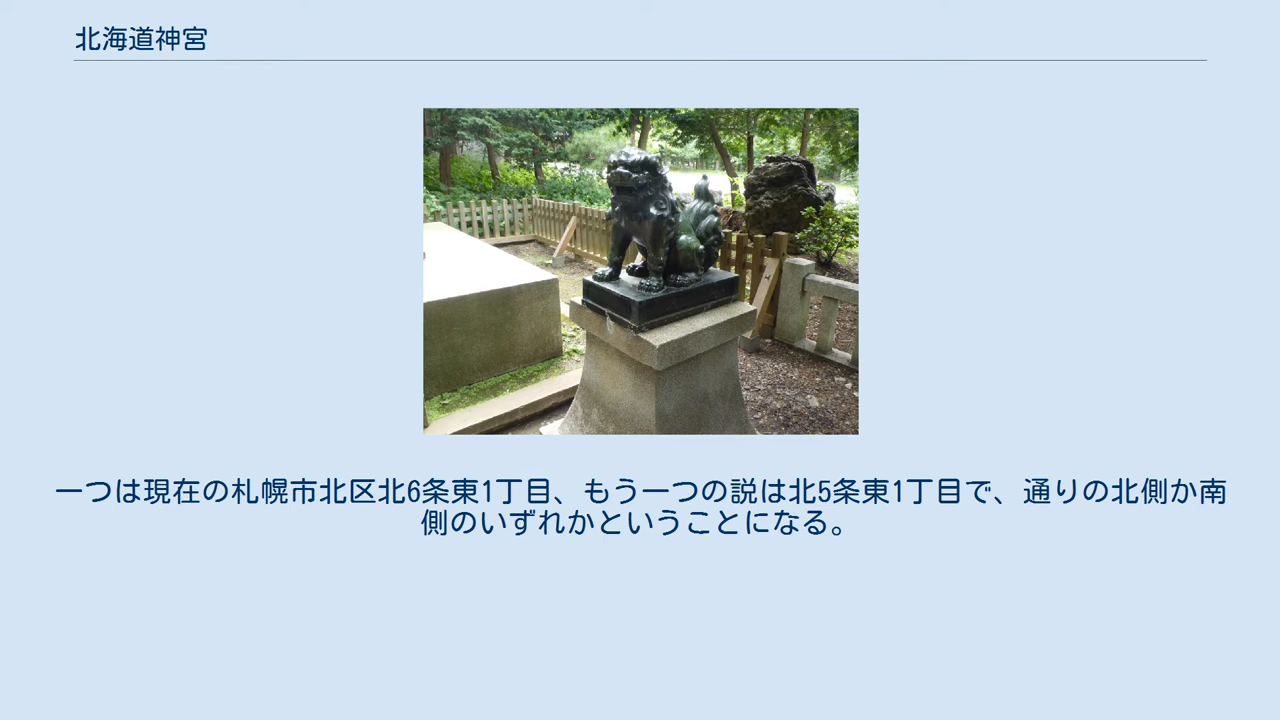 北海道神宮
一つは現在の札幌市北区北6条東1丁目、もう一つの説は北5条東1丁目で、通りの北側か南
側のいずれかということになる。